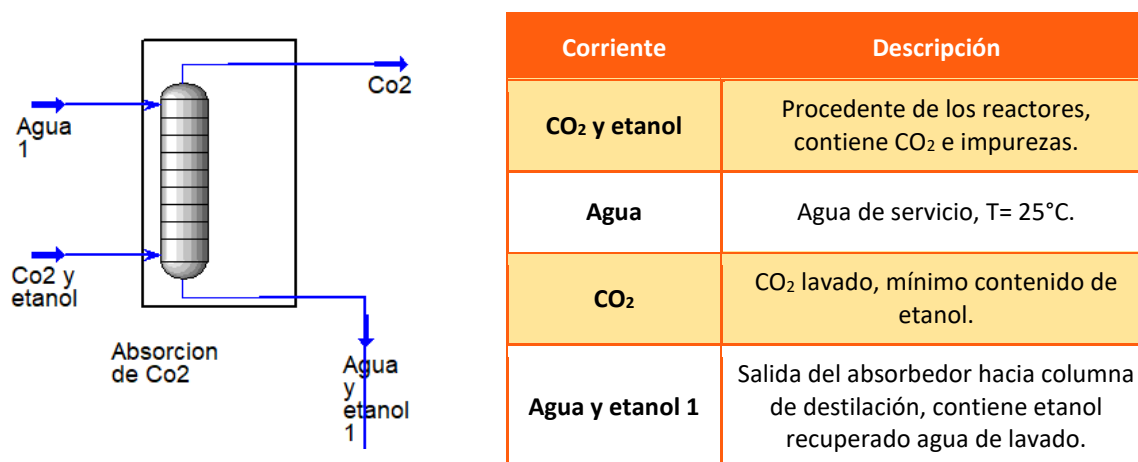 Co2
Agua
1
Co2 y
etanol
Absorcion
de Co2
Agua
y
etanol
1
Corriente Descripción
CO₂ y etanol
Procedente de los reactores,
contiene CO₂ e impurezas.
Agua
Agua de servicio, T= 25°C.
CO₂
CO₂ lavado, mínimo contenido de
etanol.
Agua y etanol 1
Salida del absorbedor hacia columna
de destilación, contiene etanol
recuperado agua de lavado.